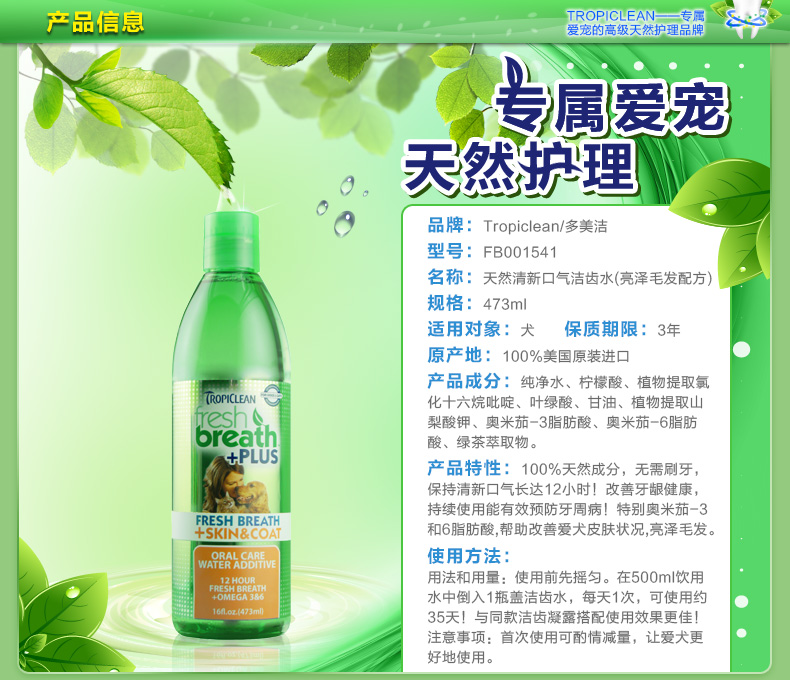 产品信息
TROPICLEAN——专属
爱宠的高级天然护理品牌
专属爱宠
天然护理
品牌：Tropiclean/多美洁
型号：FB001541
名称：天然清新口气洁齿水(亮泽毛发配方)
规格：473ml
适用对象：犬 保质期限：3年
原产地：100%美国原装进口
产品成分：纯净水、柠檬酸、植物提取氯
化十六烷吡啶、叶绿酸、甘油、植物提取山
梨酸钾、奥米茄-3脂肪酸、奥米茄-6脂肪
酸、绿茶萃取物。
产品特性：100%天然成分，无需刷牙，
保持清新口气长达12小时！改善牙龈健康，
持续使用能有效预防牙周病！特别奥米茄-3
和6脂肪酸,帮助改善爱犬皮肤状况,亮泽毛发。
使用方法：
用法和用量：使用前先摇匀。在500ml饮用
水中倒入1瓶盖洁齿水，每天1次，可使用约
35天！与同款洁齿凝露搭配使用效果更佳！
注意事项：首次使用可酌情减量，让爱犬更
好地使用。
TROPICLEAN
fresh
breath
+PLUS
FRESH BREATH
+SKIN&COAT
ORAL CARE
WATER ADDITIVE
12 HOUR
FRESH BREATH
+OMEGA 3&6
16fl.oz.(473ml)